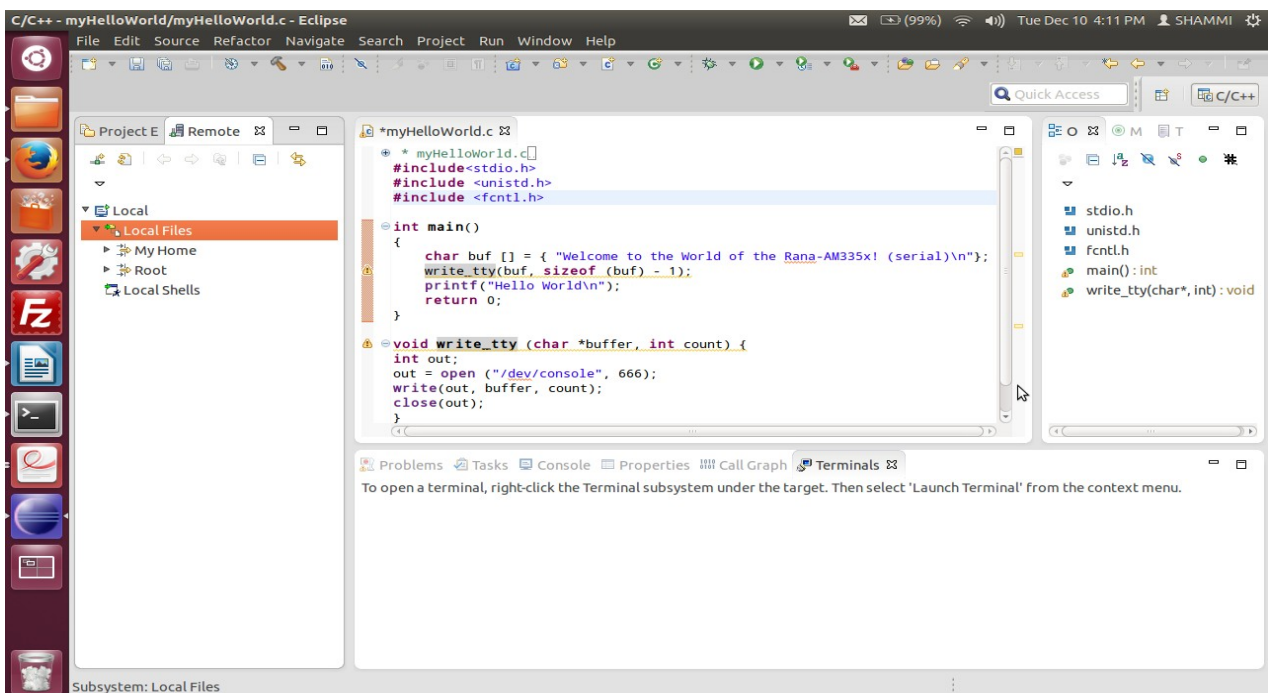 C/C++ - myHelloWorld/myHelloWorld.c - Eclipse
(99%) Tue Dec 10 4:11 PM SHAMMI
File Edit Source Refactor Navigate Search Project Run Window Help
Quick Access C/C++
Project E Remote
*myHelloWorld.c
O M T
* myHelloWorld.c
#include<stdio.h>
#include <unistd.h>
#include <fcntl.h>
int main()
{
char buf [] = { "Welcome to the World of the Rana-AM335x! (serial)\n"};
write_tty(buf, sizeof (buf) - 1);
printf("Hello World\n");
return 0;
}
void write_tty (char *buffer, int count) {
int out;
out = open ("/dev/console", 666);
write(out, buffer, count);
close(out);
}
Local
Local Files
My Home
Root
Local Shells
stdio.h
unistd.h
fcntl.h
main() : int
write_tty(char*, int) : void
Problems Tasks Console Properties Call Graph Terminals
To open a terminal, right-click the Terminal subsystem under the target. Then select 'Launch Terminal' from the context menu.
Subsystem: Local Files